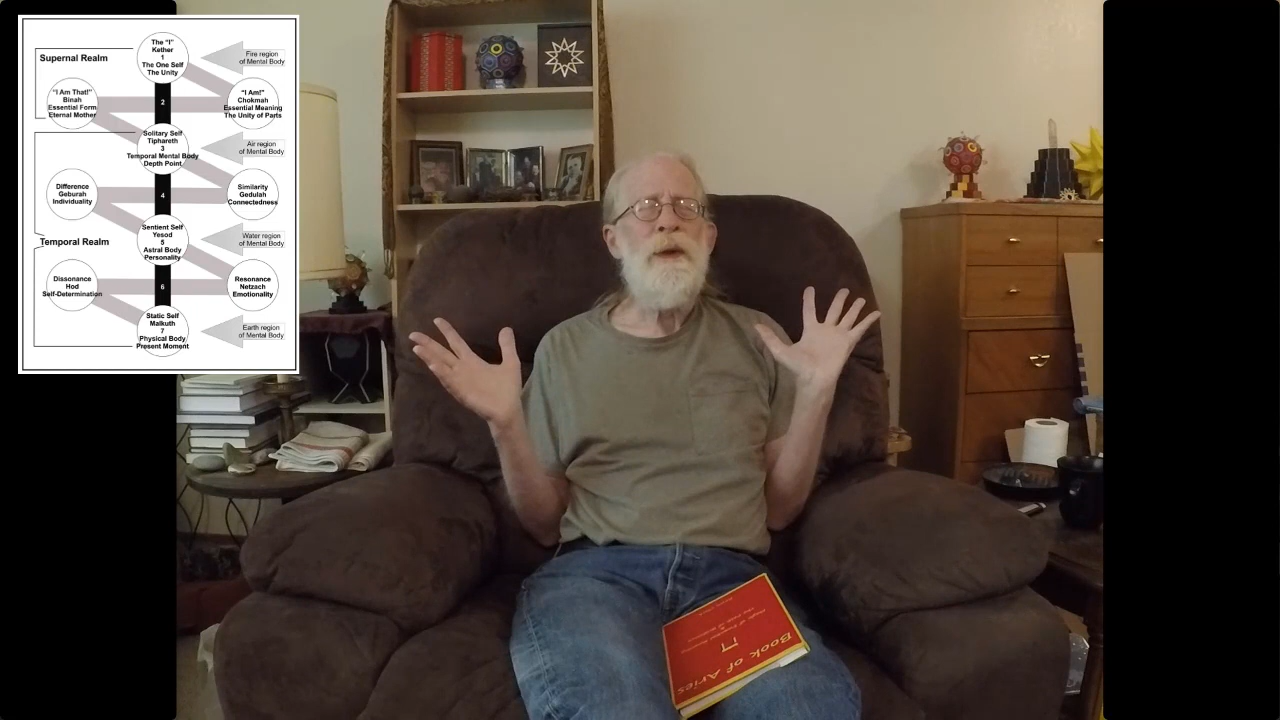 The "I"
Kether
1
The One Self
The Unity
Fire region
of Mental Body
Supernal Realm
"I Am That!"
Binah
Essential Form
Eternal Mother
2
"I Am!"
Chokmah
Essential Meaning
The Unity of Parts
Solitary Self
Tiphareth
3
Temporal Mental Body
Depth Point
Air region
of Mental Body
Difference
Geburah
Individuality
4
Similarity
Gedulah
Connectedness
Sentient Self
Yesod
5
Astral Body
Personality
Water region
of Mental Body
Temporal Realm
Dissonance
Hod
Self-Determination
6
Resonance
Netzach
Emotionality
Static Self
Malkuth
7
Physical Body
Present Moment
Earth region
of Mental Body
Book of Aries